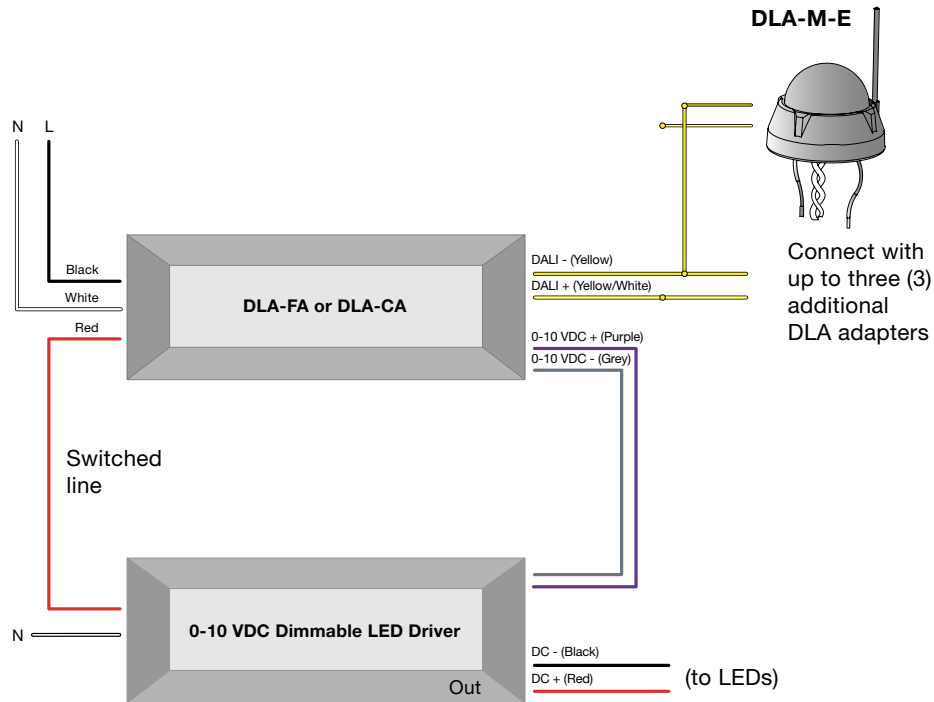 DLA-M-E
N L
Black
White
Red
DLA-FA or DLA-CA
DALI - (Yellow)
DALI + (Yellow/White)
0-10 VDC + (Purple)
0-10 VDC - (Grey)
Connect with
up to three (3)
additional
DLA adapters
Switched
line
N
0-10 VDC Dimmable LED Driver
Out
DC - (Black)
DC + (Red)
(to LEDs)